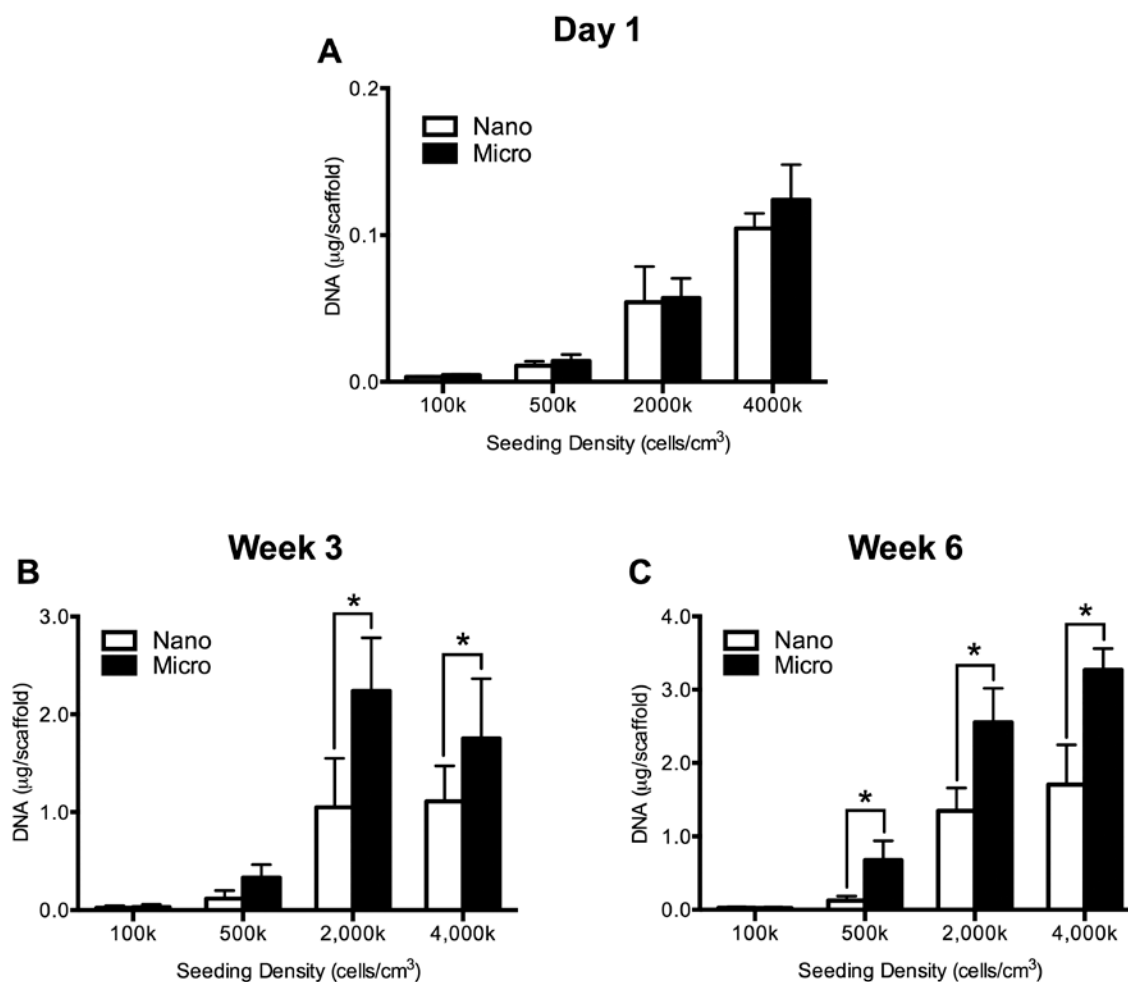 Day 1
A
0.2
0.1
0.0
DNA (μg/scaffold)
Nano
Micro
100k 500k 2000k 4000k
Seeding Density (cells/cm³)
Week 3
B
3.0
2.0
1.0
0.0
DNA (μg/scaffold)
Nano
Micro
* *
100k 500k 2,000k 4,000k
Seeding Density (cells/cm³)
Week 6
C
4.0
3.0
2.0
1.0
0.0
DNA (μg/scaffold)
Nano
Micro
* * *
100k 500k 2,000k 4,000k
Seeding Density (cells/cm³)